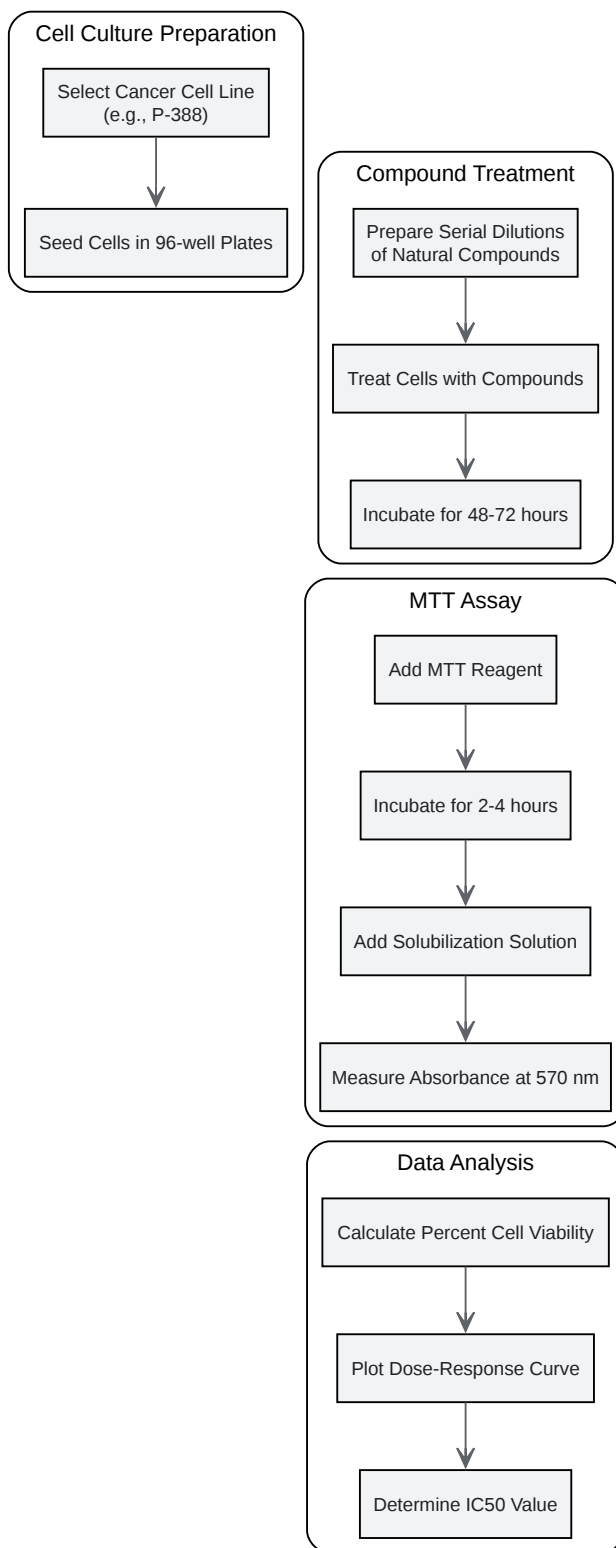 Cell Culture Preparation
Select Cancer Cell Line
(e.g., P-388)
Seed Cells in 96-well Plates
Compound Treatment
Prepare Serial Dilutions
of Natural Compounds
Treat Cells with Compounds
Incubate for 48-72 hours
MTT Assay
Add MTT Reagent
Incubate for 2-4 hours
Add Solubilization Solution
Measure Absorbance at 570 nm
Data Analysis
Calculate Percent Cell Viability
Plot Dose-Response Curve
Determine IC50 Value